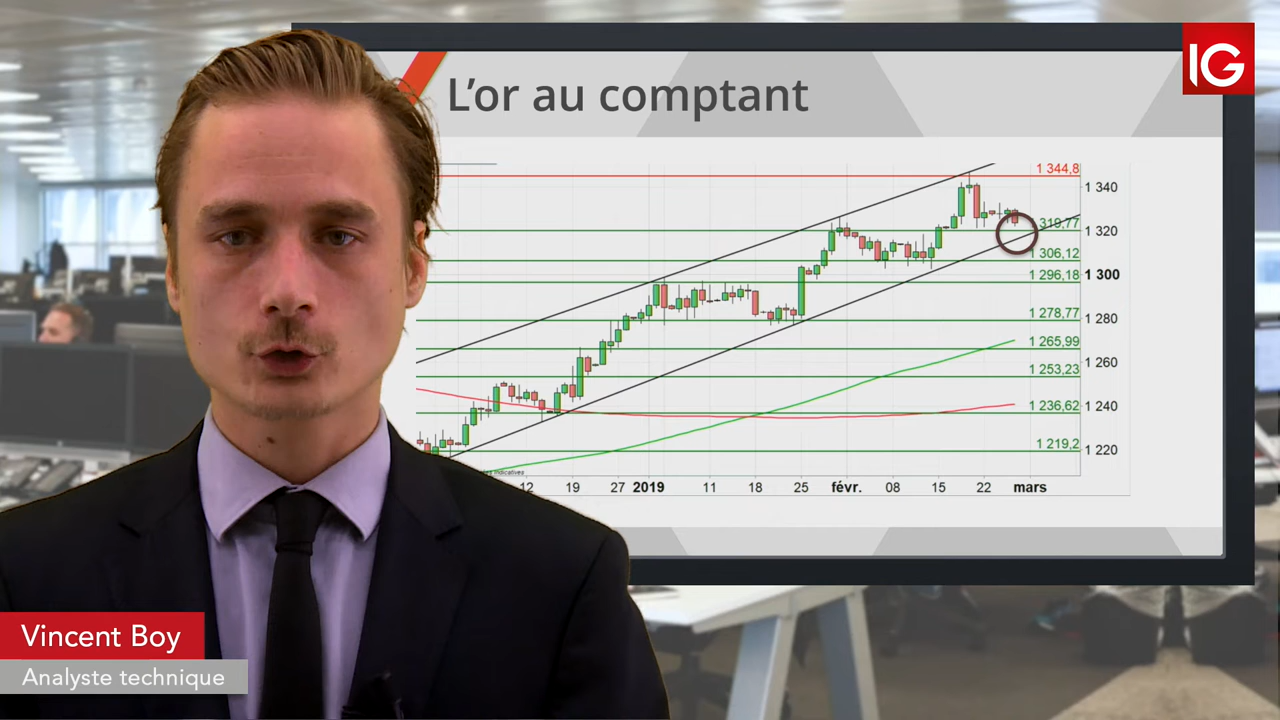 IG
L'or au comptant
1 344,8
1 340
319,77
1 320
1 306,12
1 300
1 296,18
1 278,77
1 280
1 265,99
1 260
1 253,23
1 236,62
1 240
1 219,2
1 220
indicatives
12 19 27 2019 11 18 25 févr. 08 15 22 mars
Vincent Boy
Analyste technique